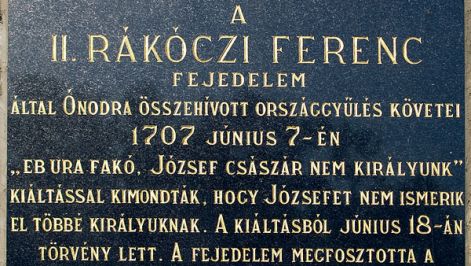 A
II. RÁKÓCZI FERENC
FEJEDELEM
ÁLTAL ÓNODRA ÖSSZEHÍVOTT ORSZÁGGYŰLÉS KÖVETEI
1707 JÚNIUS 7-ÉN
„EB URA FAKÓ, JÓZSEF CSÁSZÁR NEM KIRÁLYUNK”
KIÁLTÁSSAL KIMONDTÁK, HOGY JÓZSEFET NEM ISMERIK
EL TÖBBÉ KIRÁLYUKNAK. A KIÁLTÁSBÓL JÚNIUS 18-ÁN
TÖRVÉNY LETT. A FEJEDELEM MEGFOSZTOTTA A